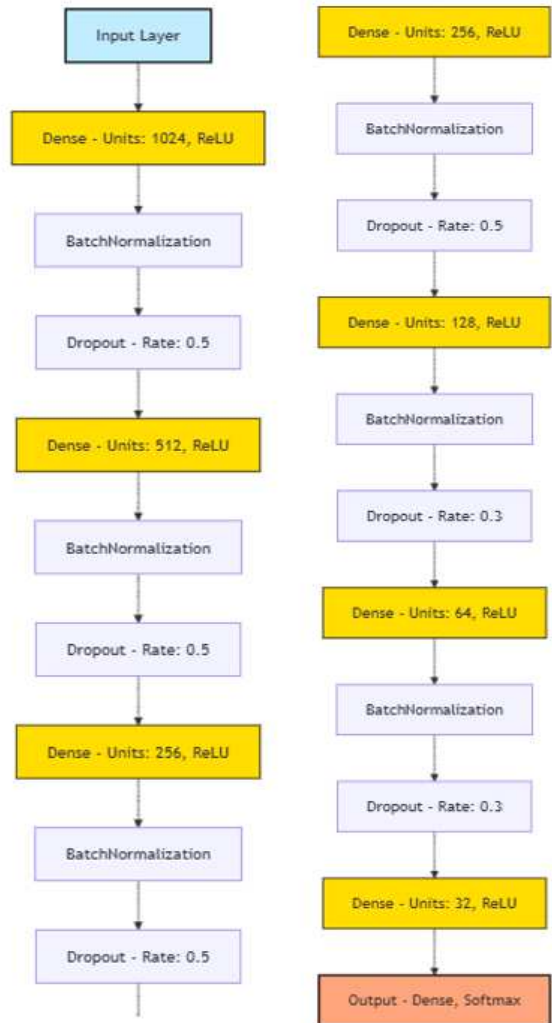 Input Layer
Dense - Units: 1024, ReLU
BatchNormalization
Dropout - Rate: 0.5
Dense - Units: 512, ReLU
BatchNormalization
Dropout - Rate: 0.5
Dense - Units: 256, ReLU
BatchNormalization
Dropout - Rate: 0.5
Dense - Units: 256, ReLU
BatchNormalization
Dropout - Rate: 0.5
Dense - Units: 128, ReLU
BatchNormalization
Dropout - Rate: 0.3
Dense - Units: 64, ReLU
BatchNormalization
Dropout - Rate: 0.3
Dense - Units: 32, ReLU
Output - Dense, Softmax